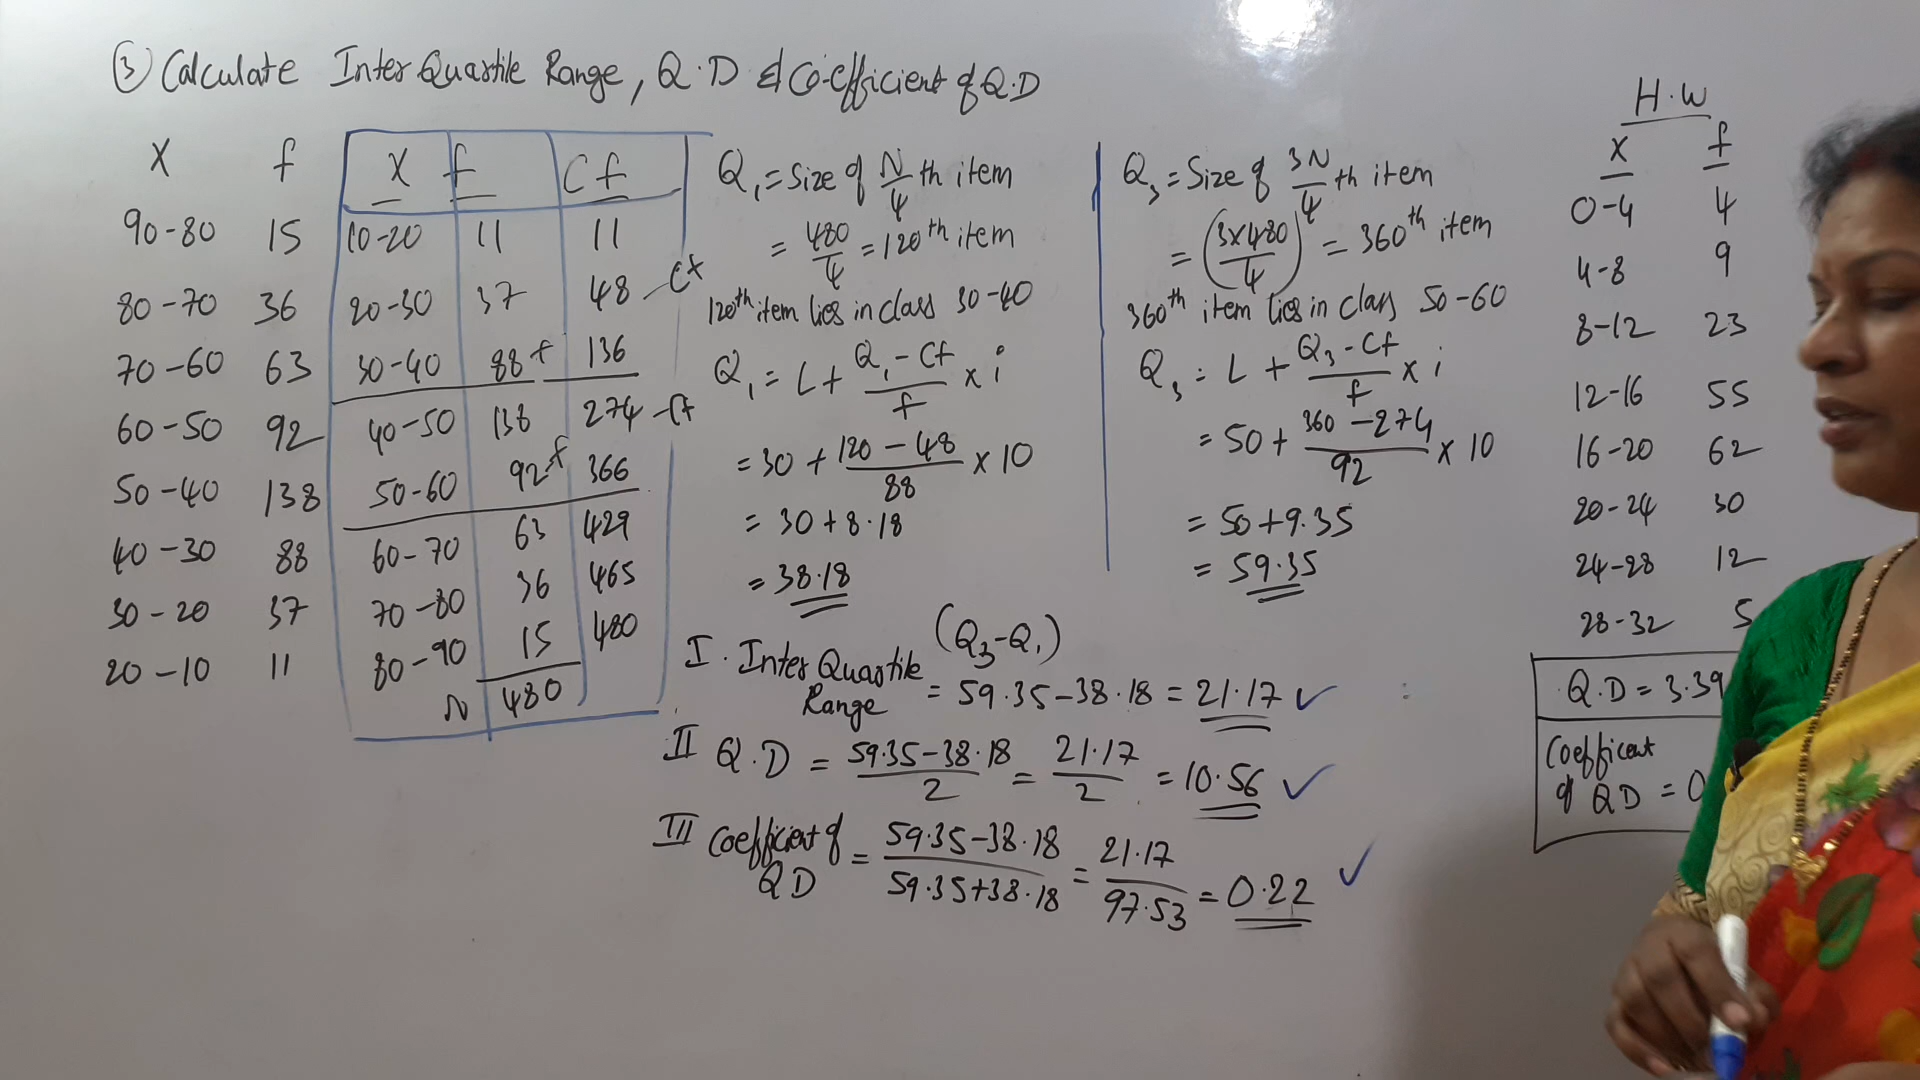 ③ Calculate Inter Quartile Range, Q.D & Co-efficient of Q.D
X f
90-80 15
80-70 36
70-60 63
60-50 92
50-40 138
40-30 88
30-20 37
20-10 11
X f Cf
10-20 11 11
20-30 37 48 - Cf
30-40 88 f 136
40-50 138 274 - Cf
50-60 92 f 366
60-70 63 429
70-80 36 465
80-90 15 480
N 480
Q₁ = Size of N/4 th item
= 480/4 = 120th item
120th item lies in class 30-40
Q₁ = L + Q₁ - Cf/f × i
= 30 + 120 - 48/88 × 10
= 30 + 8.18
= 38.18
Q₃ = Size of 3N/4 th item
= (3×480/4) = 360th item
360th item lies in class 50-60
Q₃ = L + Q₃ - Cf/f × i
= 50 + 360 - 274/92 × 10
= 50 + 9.35
= 59.35
I. Inter Quartile Range (Q₃-Q₁) = 59.35 - 38.18 = 21.17 ✓
II Q.D = 59.35-38.18/2 = 21.17/2 = 10.56 ✓
III Coefficient of QD = 59.35-38.18/59.35+38.18 = 21.17/97.53 = 0.22 ✓
H.W
X f
0-4 4
4-8 9
8-12 23
12-16 55
16-20 62
20-24 30
24-28 12
28-32 5
Q.D = 3.39
Coefficent
of QD = 0